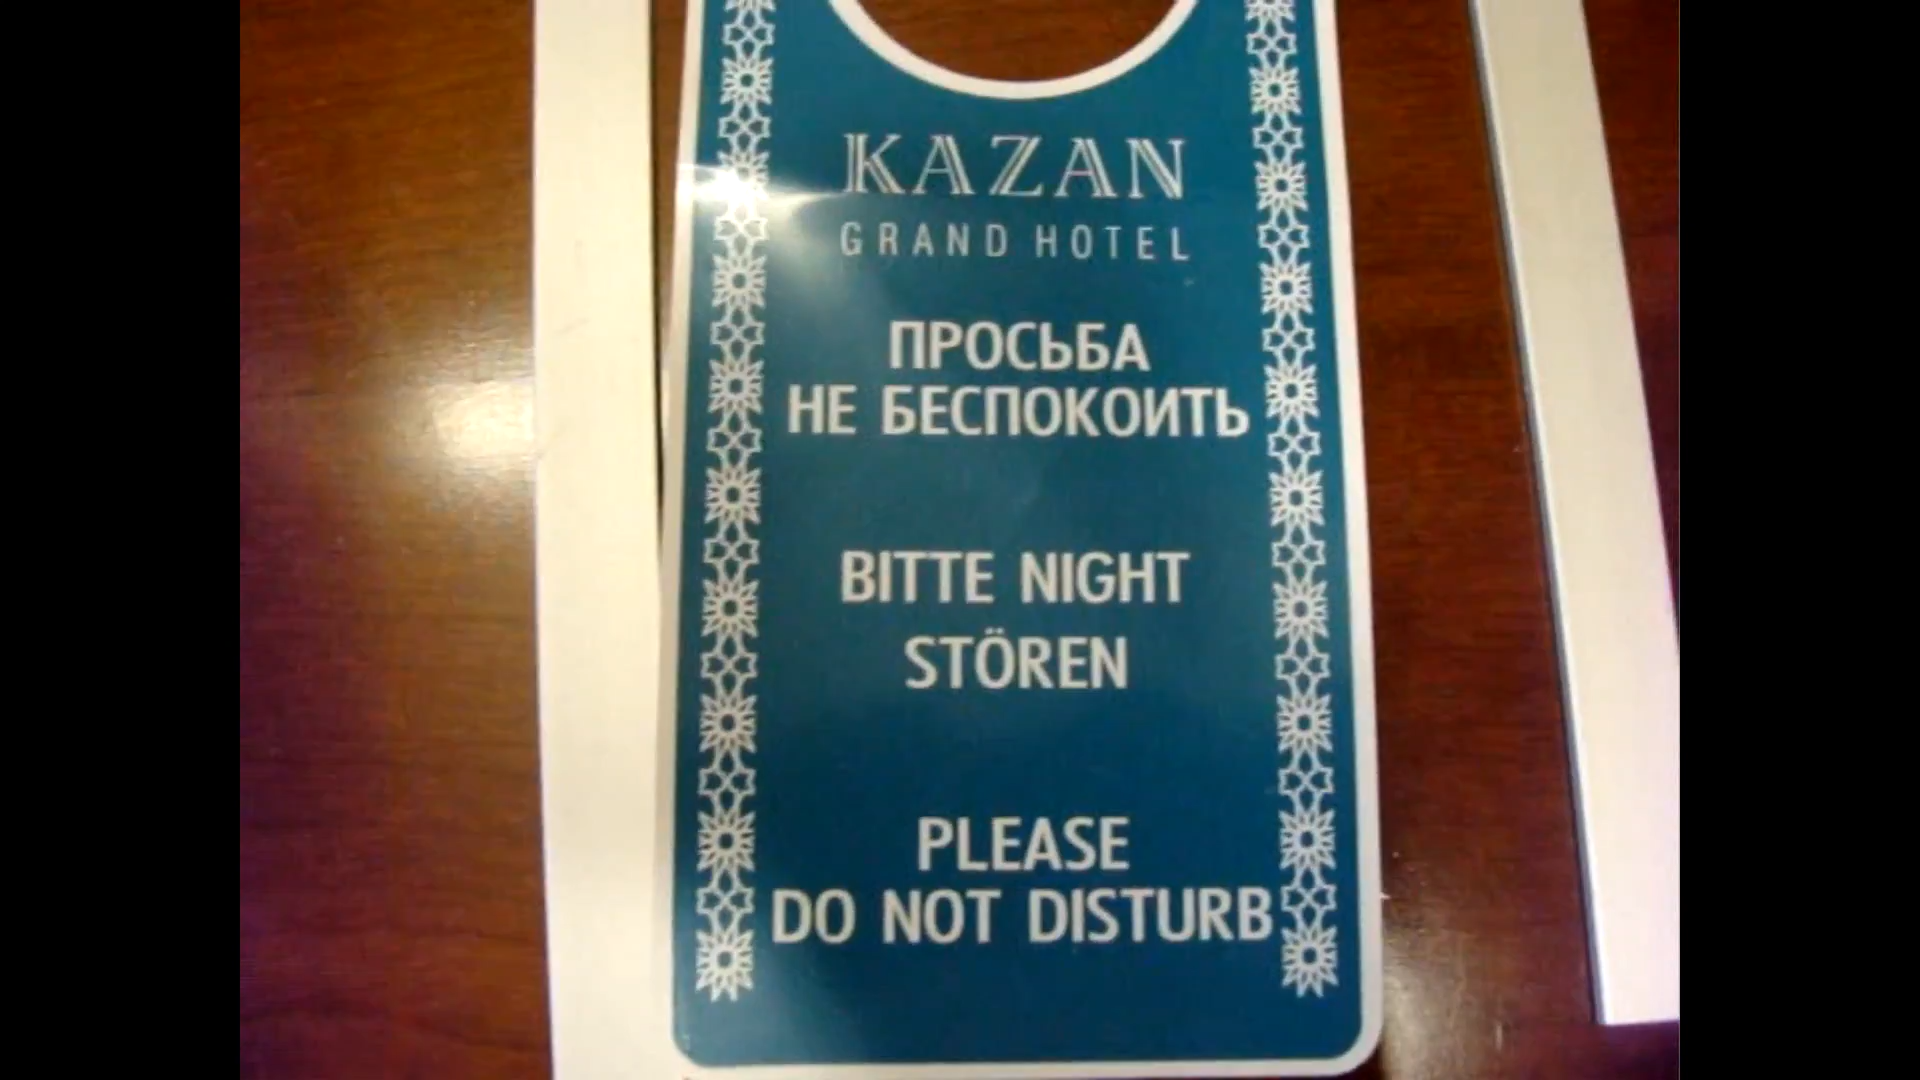 KAZAN
GRAND HOTEL
ПРОСЬБА
НЕ БЕСПОКОИТЬ
BITTE NIGHT
STÖREN
PLEASE
DO NOT DISTURB